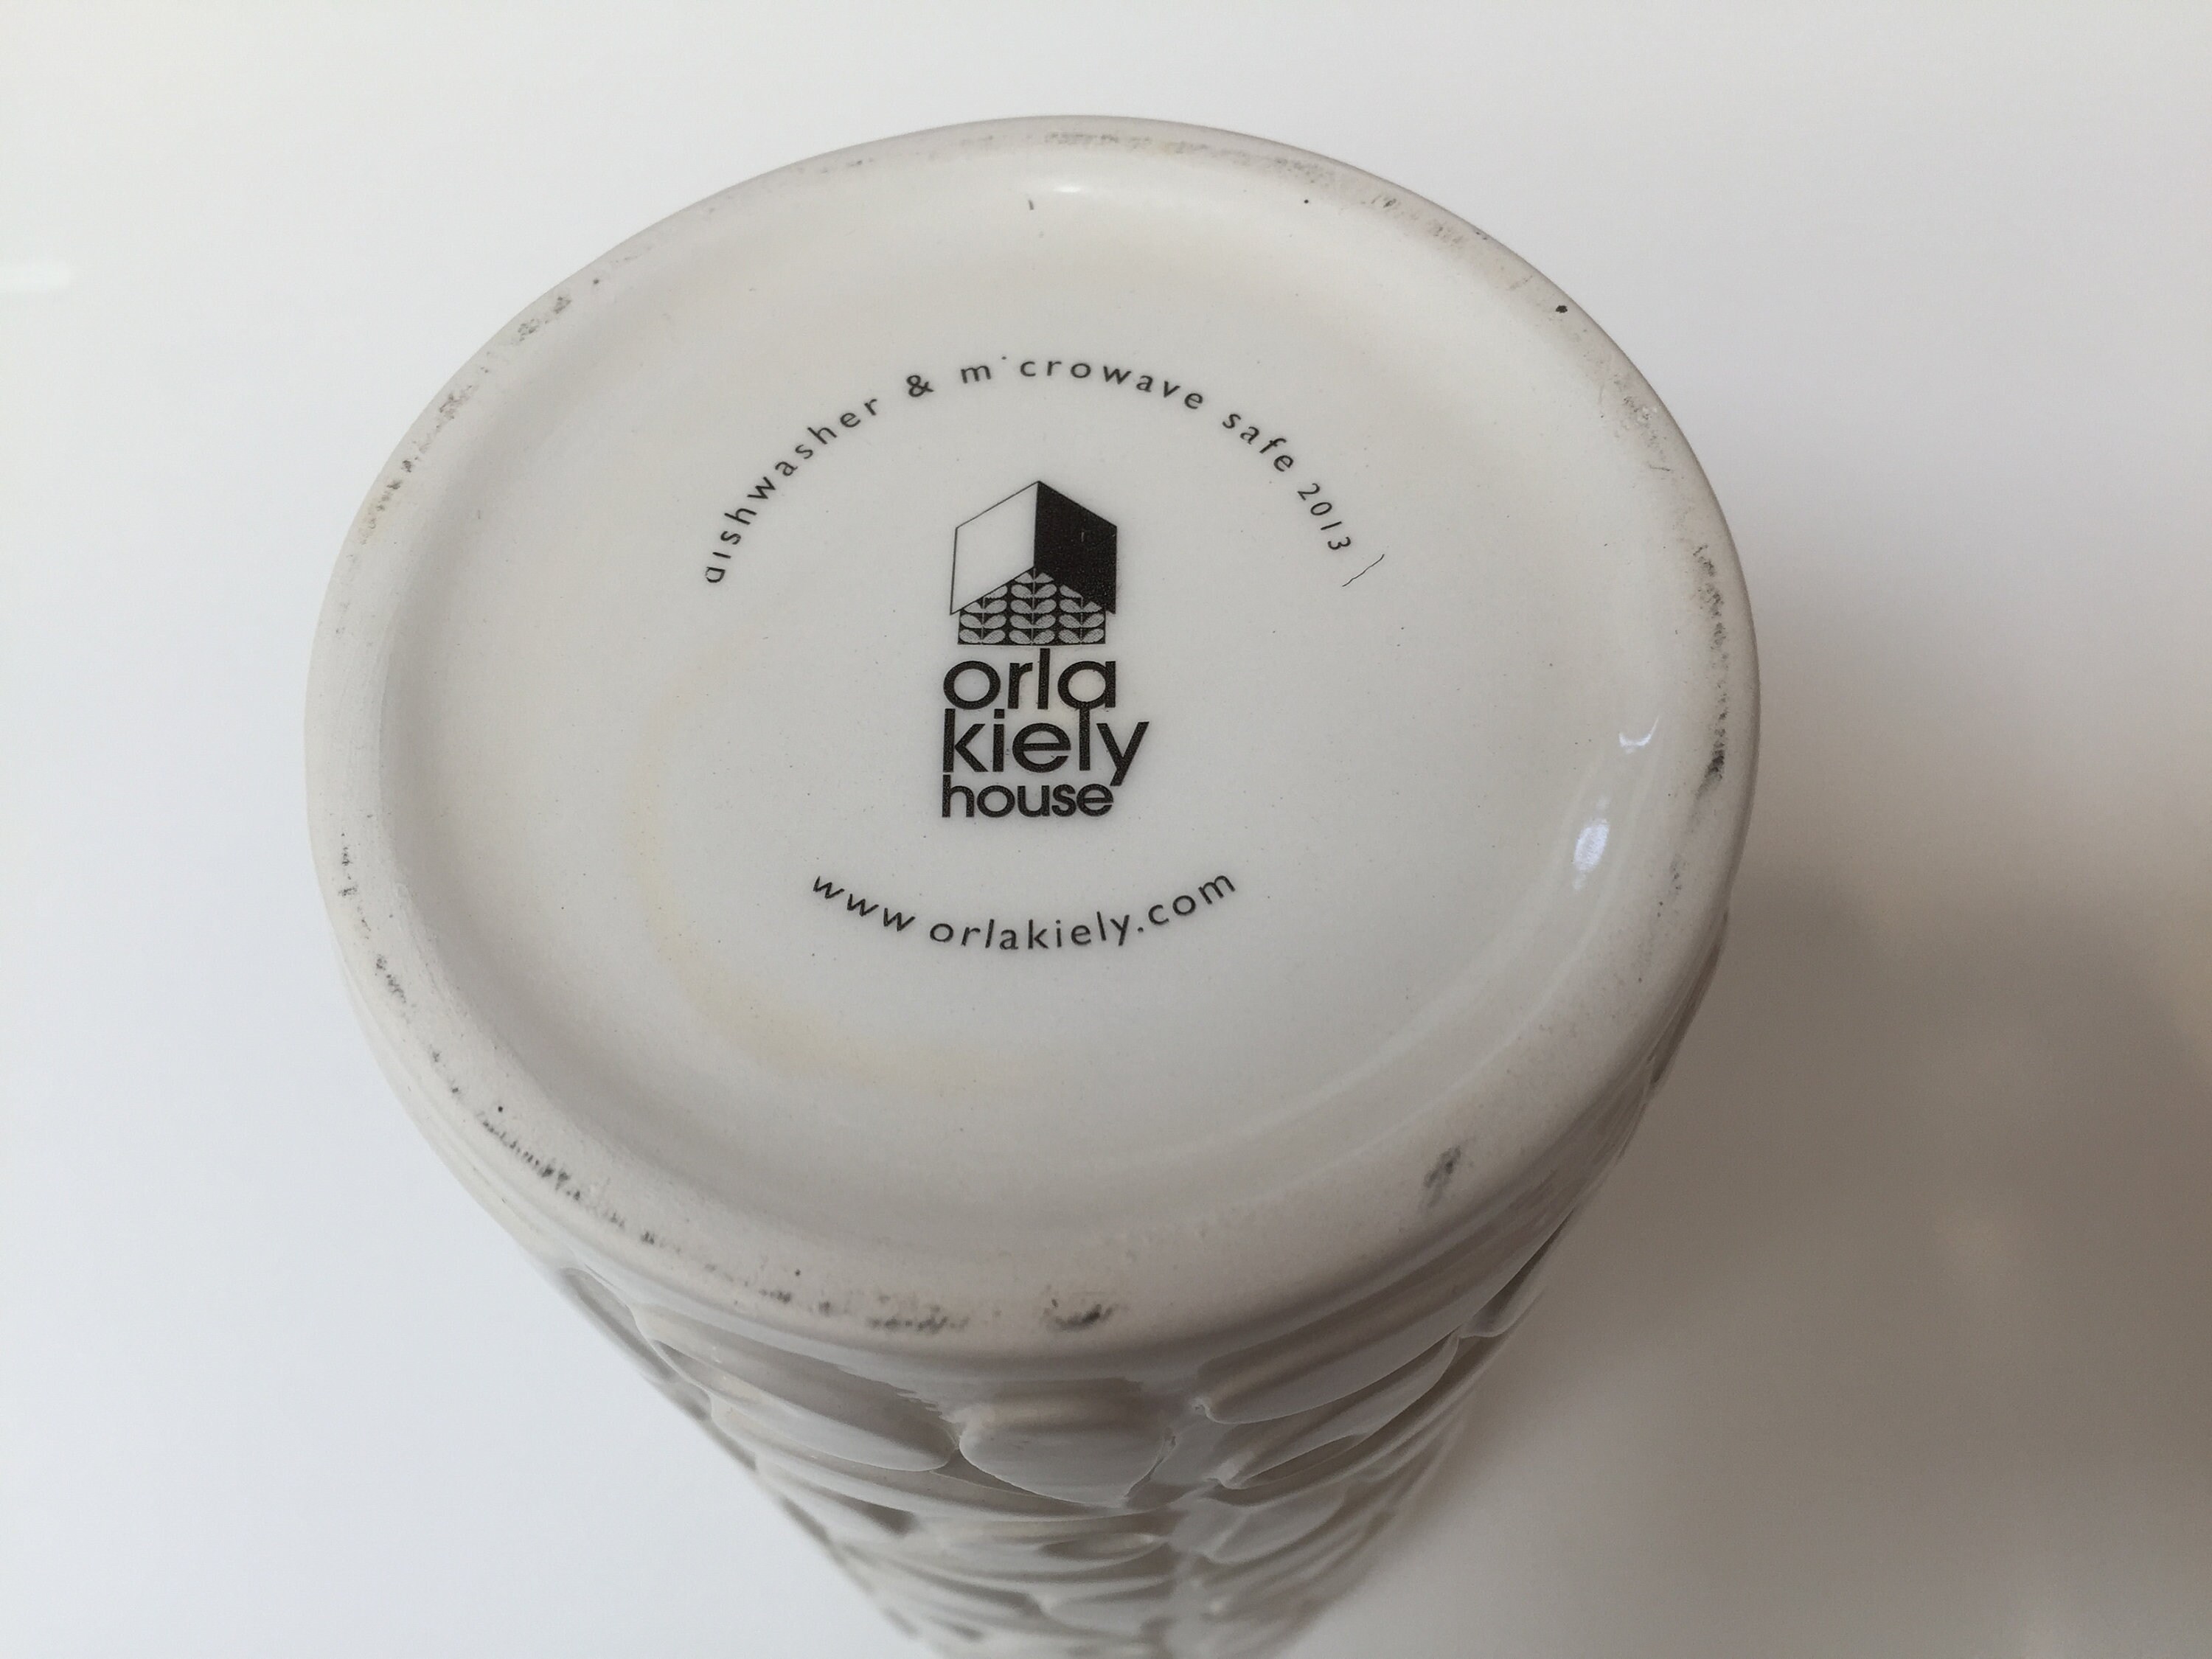 dishwasher & microwave safe 2013
orla
kiely
house
www orlakiely.com